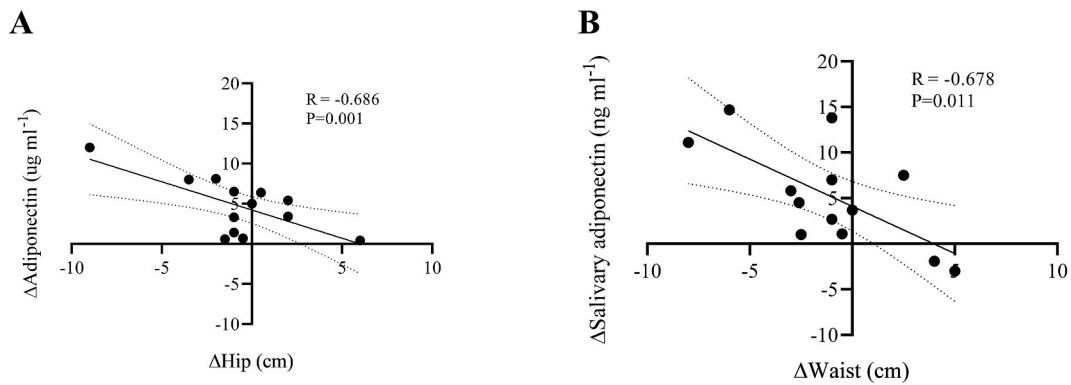 A
ΔAdiponectin (ug ml-1)
20
15
10
5
-5
-10
-10
-5
5
10
R = -0.686
P=0.001
ΔHip (cm)
B
ΔSalivary adiponectin (ng ml-1)
20
15
10
5
-5
-10
-10
-5
5
10
R = -0.678
P=0.011
ΔWaist (cm)